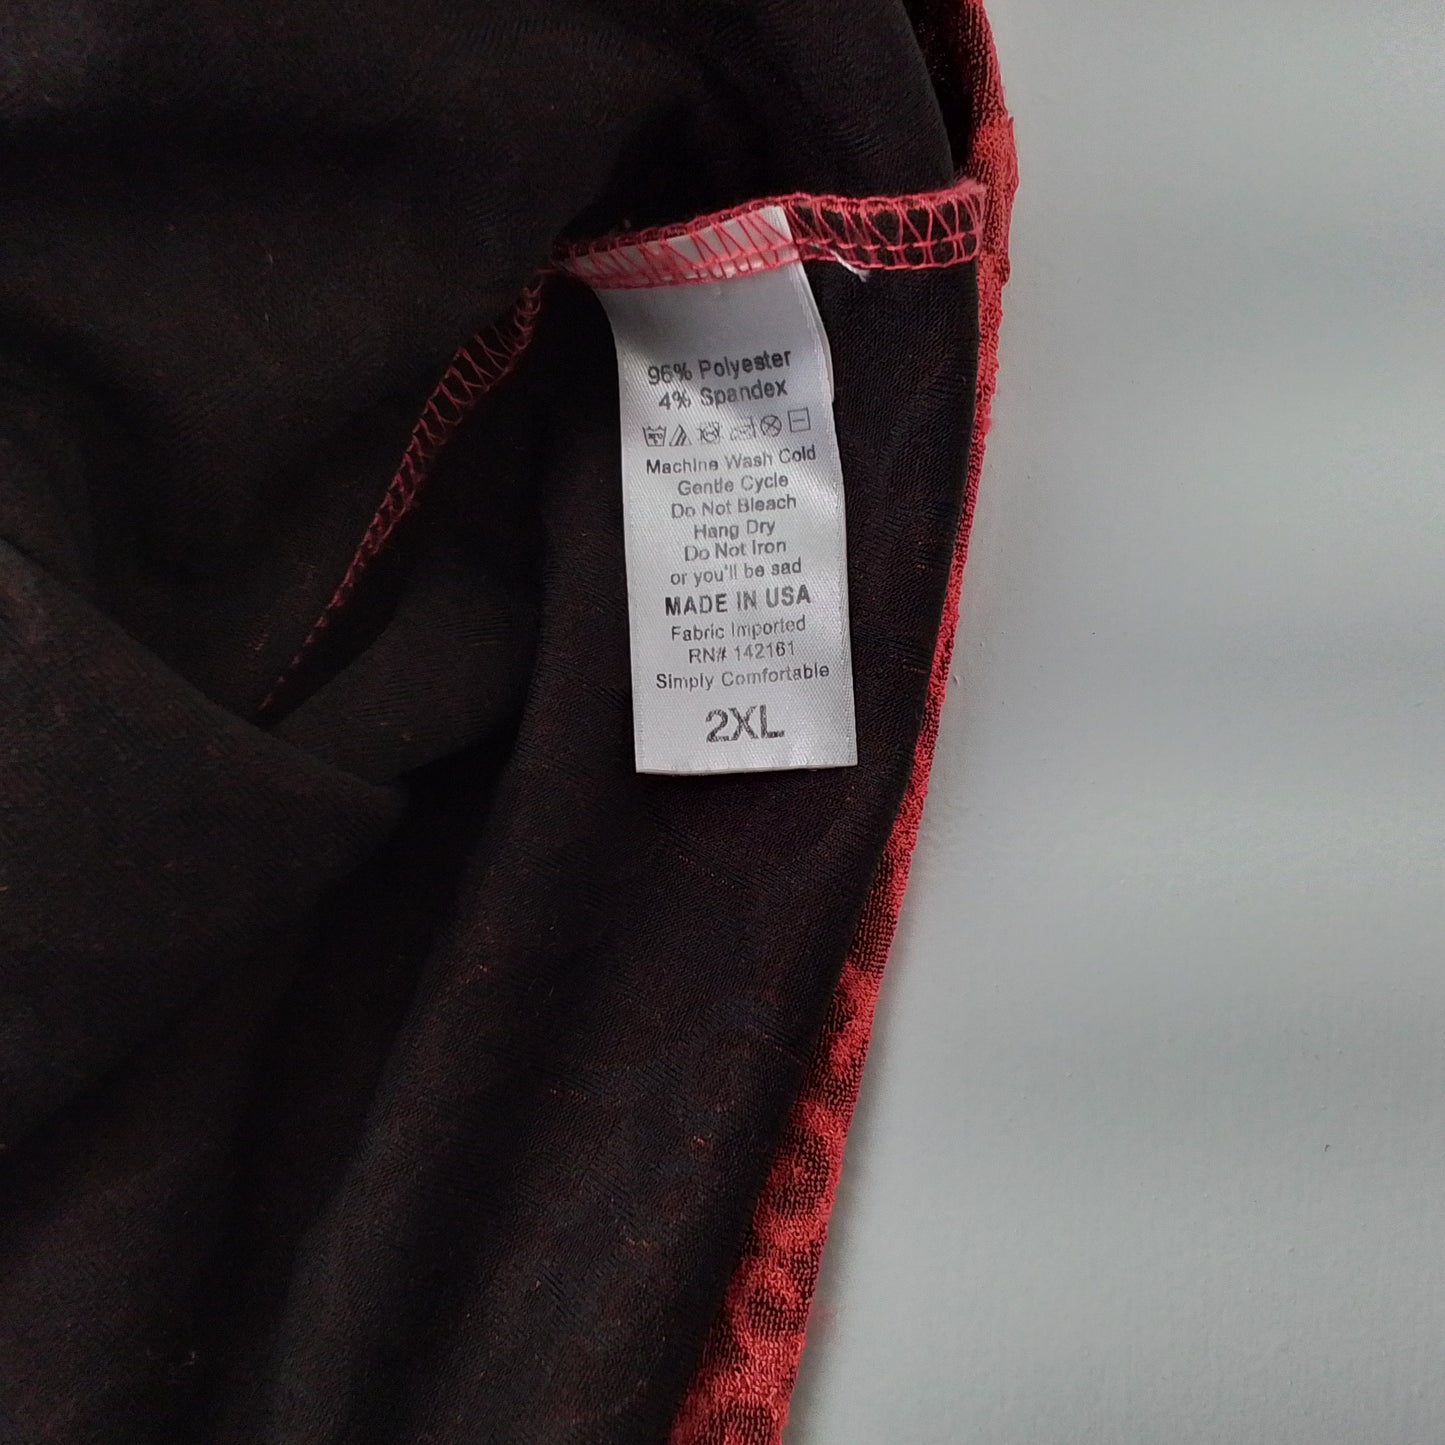 96% Polyester
4% Spandex
Machine Wash Cold
Gentle Cycle
Do Not Bleach
Hang Dry
Do Not Iron
or you'll be sad
MADE IN USA
Fabric Imported
RN# 142161
Simply Comfortable
2XL